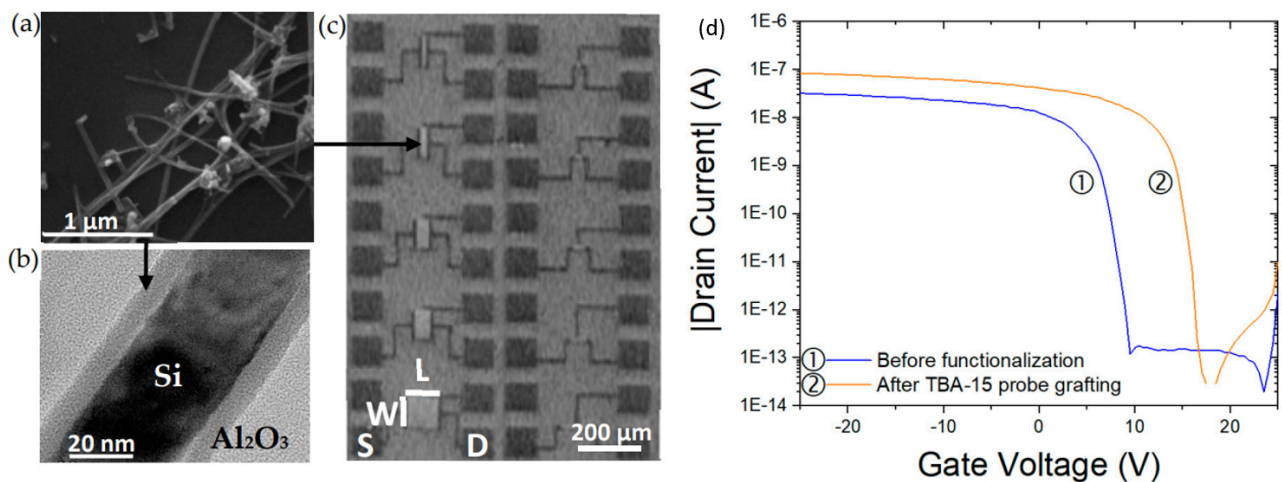 (a)
1 µm
(b)
Si
20 nm
Al₂O₃
(c)
L
W
S
D
200 µm
(d)
1E-6
1E-7
1E-8
1E-9
1E-10
1E-11
1E-12
1E-13
1E-14
|Drain Current| (A)
①
②
① Before functionalization
② After TBA-15 probe grafting
-20
-10
0
10
20
Gate Voltage (V)